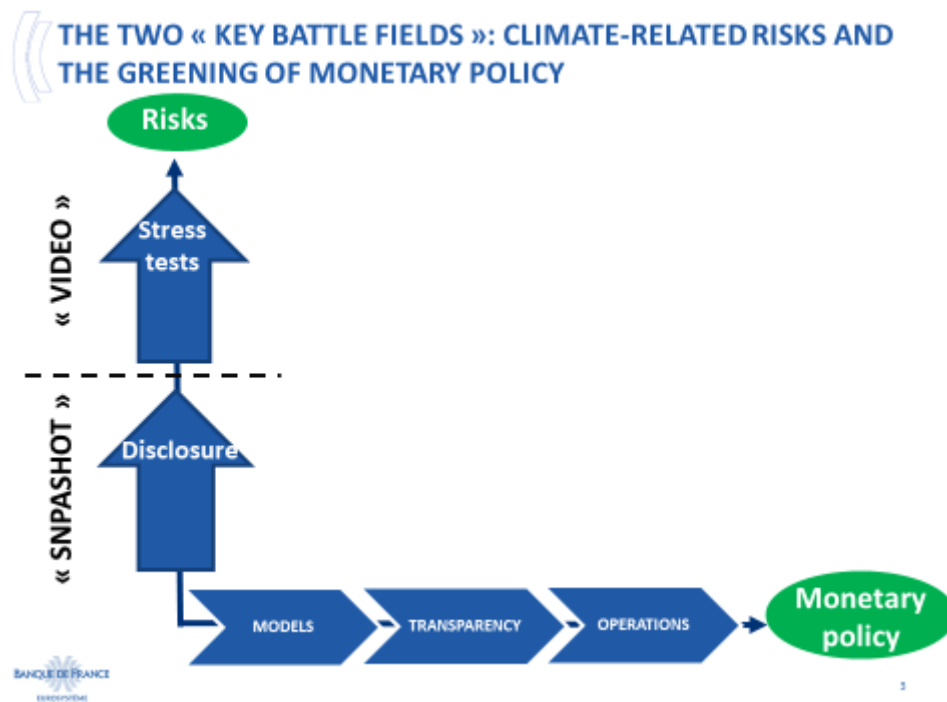 THE TWO « KEY BATTLE FIELDS »: CLIMATE-RELATED RISKS AND
THE GREENING OF MONETARY POLICY
Risks
« VIDEO »
Stress
tests
« SNPASHOT »
Disclosure
MODELS
TRANSPARENCY
OPERATIONS
Monetary
policy
BANQUE DE FRANCE
EUROSYSTÈME
3